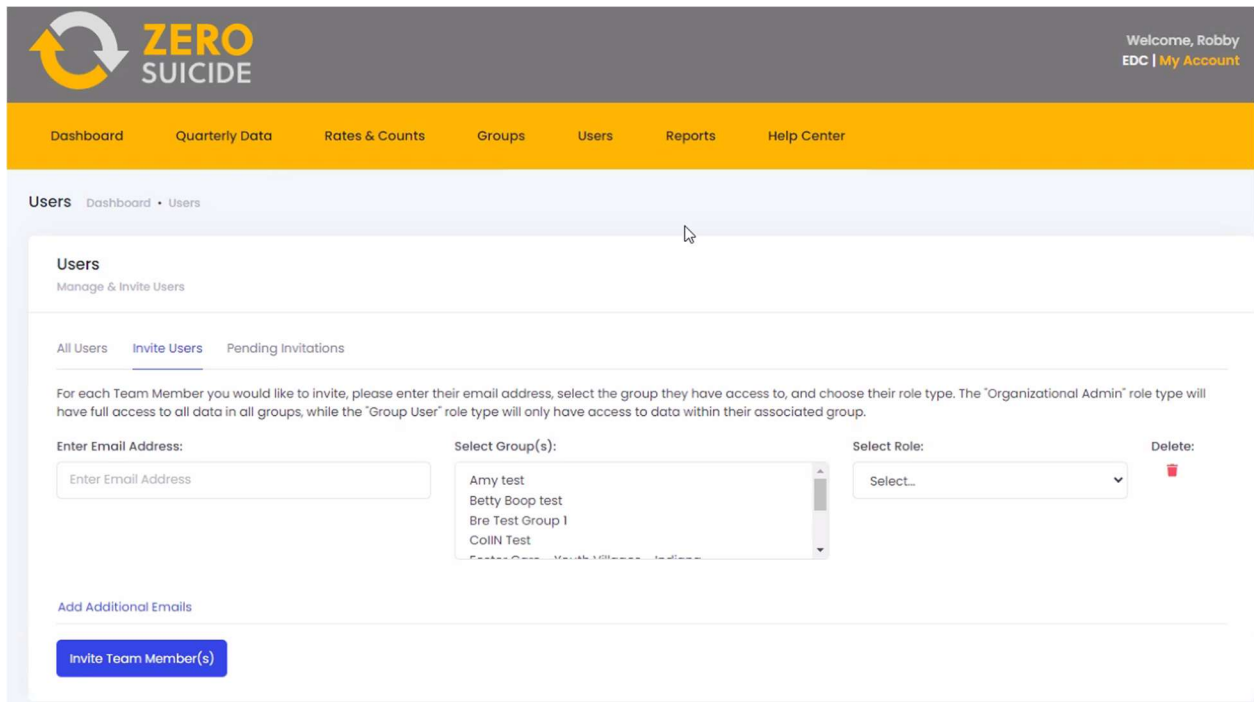 ZERO
SUICIDE
Welcome, Robby
EDC | My Account
Dashboard Quarterly Data Rates & Counts Groups Users Reports Help Center
Users Dashboard • Users
Users
Manage & Invite Users
All Users Invite Users Pending Invitations
For each Team Member you would like to invite, please enter their email address, select the group they have access to, and choose their role type. The "Organizational Admin" role type will
have full access to all data in all groups, while the "Group User" role type will only have access to data within their associated group.
Enter Email Address: Select Group(s): Select Role: Delete:
Enter Email Address
Amy test
Betty Boop test
Bre Test Group 1
CoIIN Test
Foster Care - Youth Villages - Indiana
Select...
Add Additional Emails
Invite Team Member(s)